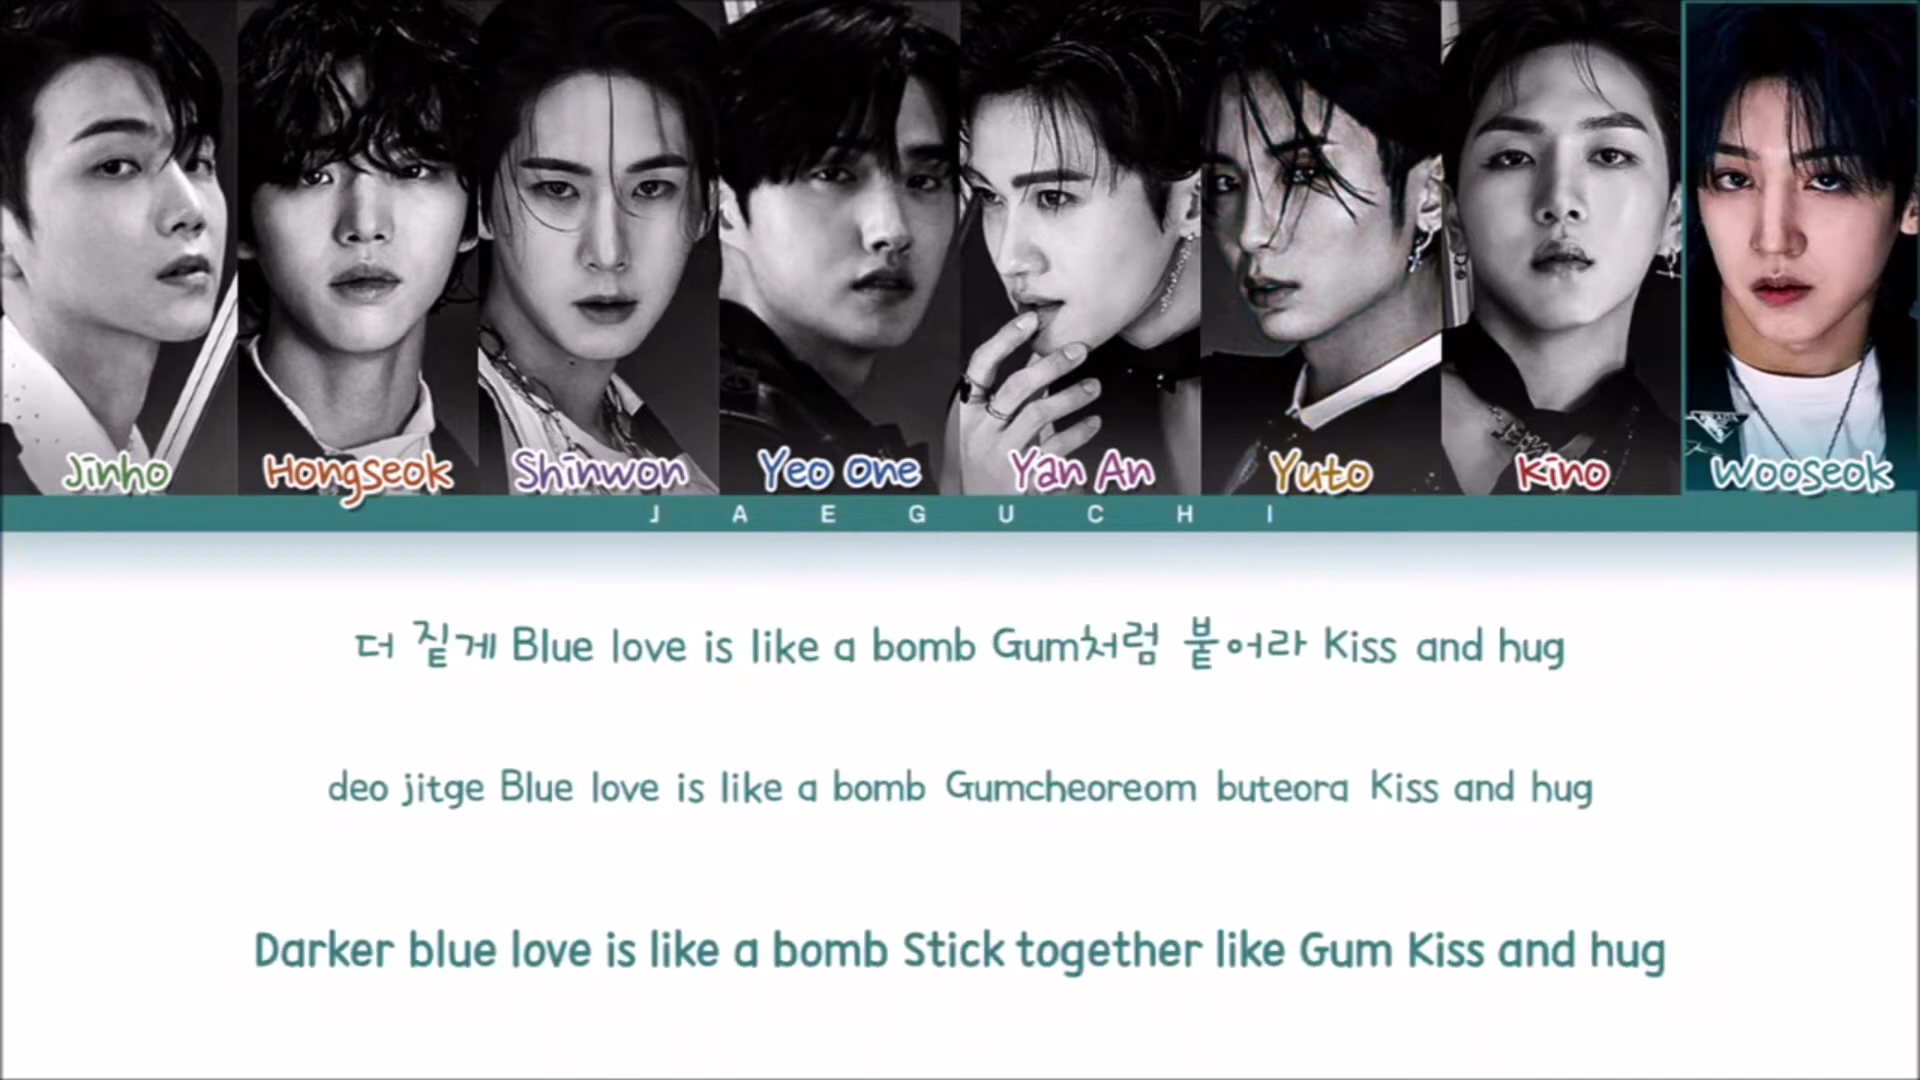 Jinho Hongseok Shinwon Yeo One Yan An Yuto Kino Wooseok
JAEGUCHI
더 짙게 Blue love is like a bomb Gum처럼 붙어라 Kiss and hug
deo jitge Blue love is like a bomb Gumcheoreom buteora Kiss and hug
Darker blue love is like a bomb Stick together like Gum Kiss and hug